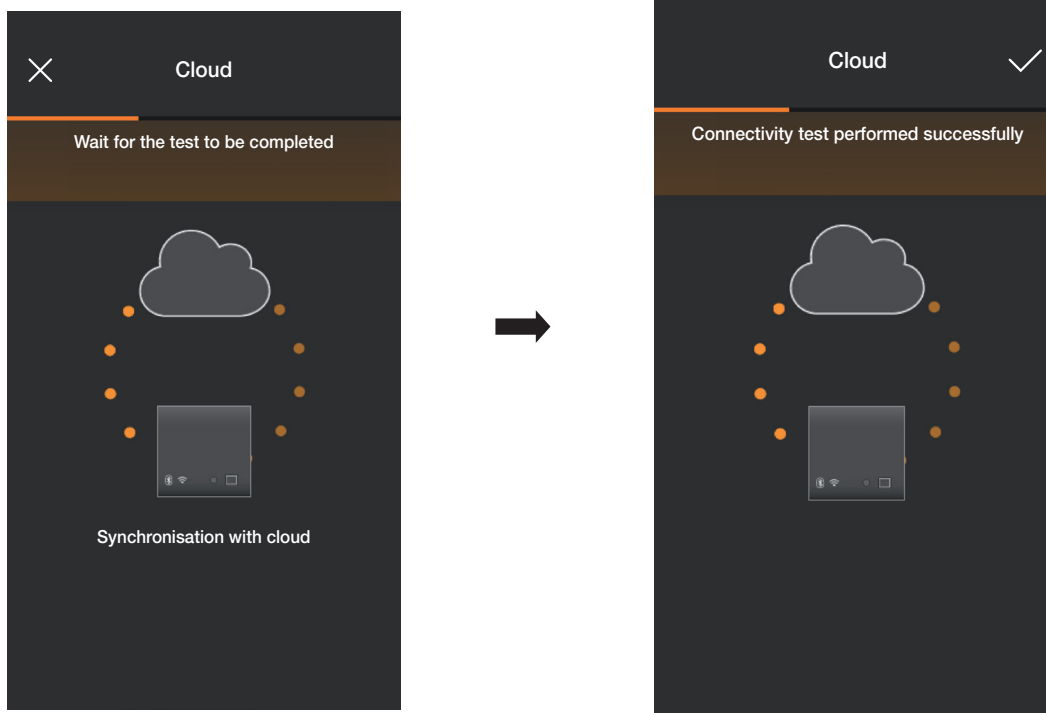 Cloud
Wait for the test to be completed
Synchronisation with cloud
Cloud
Connectivity test performed successfully